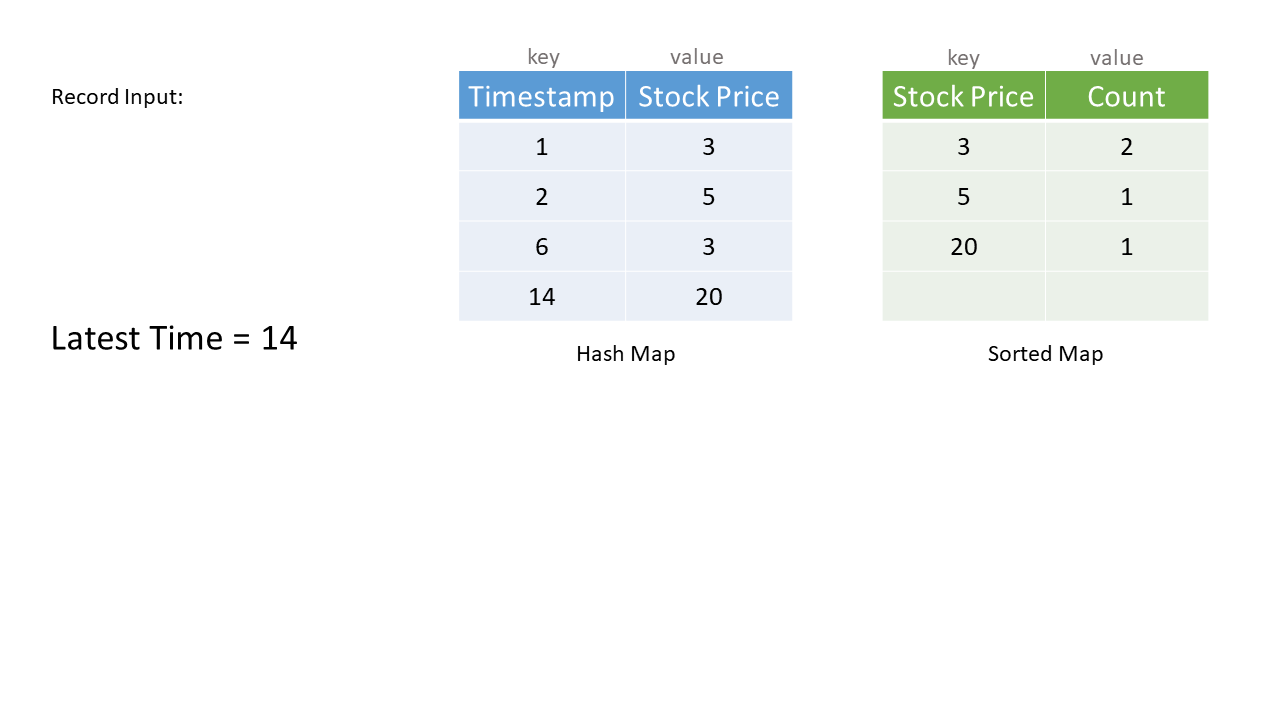 key value key value
Record Input: Timestamp Stock Price Stock Price Count
1 3 3 2
2 5 5 1
6 3 20 1
14 20
Latest Time = 14
Hash Map Sorted Map